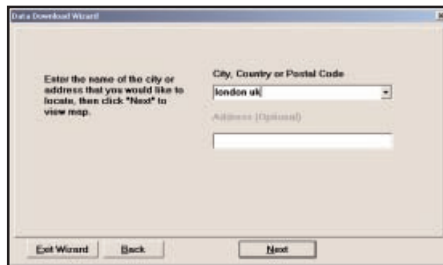 Data Download Wizard
Enter the name of the city or
address that you would like to
locate, then click "Next" to
view map.
City, Country or Postal Code
london uk
Address (Optional)
Exit Wizard
Back
Next